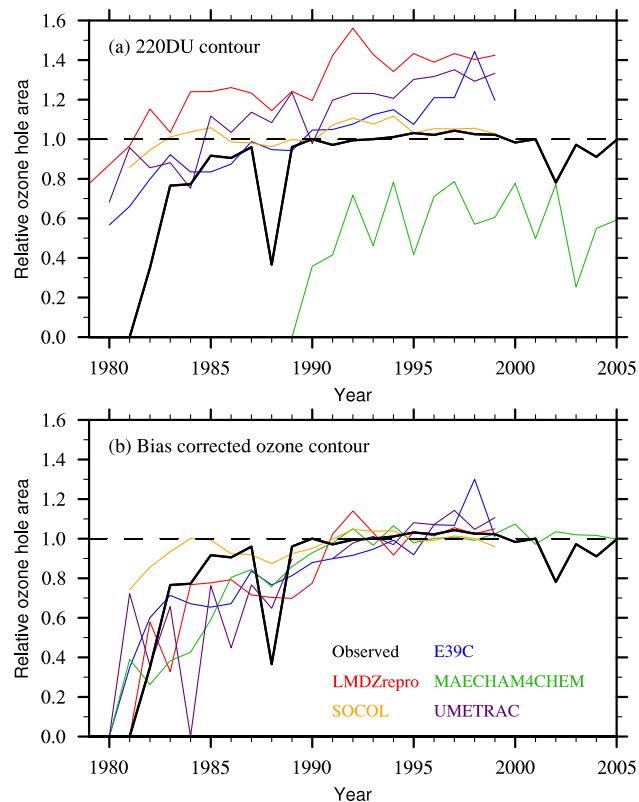 1.6
(a) 220DU contour
1.4
1.2
1.0
0.8
0.6
0.4
0.2
0.0
Relative ozone hole area
1980 1985 1990 1995 2000 2005
Year
1.6
(b) Bias corrected ozone contour
1.4
1.2
1.0
0.8
0.6
0.4
0.2
0.0
Relative ozone hole area
Observed E39C
LMDZrepro MAECHAM4CHEM
SOCOL UMETRAC
1980 1985 1990 1995 2000 2005
Year